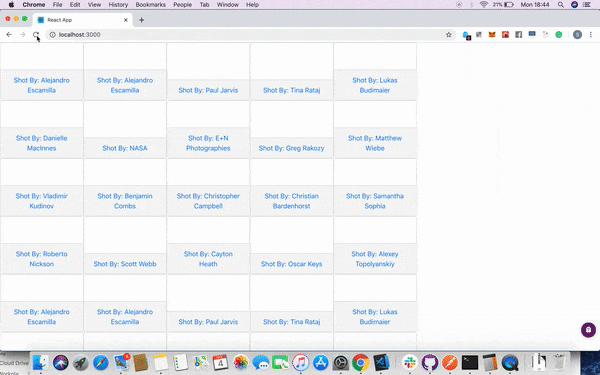 Chrome File Edit View History Bookmarks People Tab Window Help 21% Mon 18:44
React App
localhost:3000
Shot By: Alejandro Escamilla
Shot By: Alejandro Escamilla
Shot By: Paul Jarvis
Shot By: Tina Rataj
Shot By: Lukas Budimaier
Shot By: Danielle MacInnes
Shot By: NASA
Shot By: E+N Photographies
Shot By: Greg Rakozy
Shot By: Matthew Wiebe
Shot By: Vladimir Kudinov
Shot By: Benjamin Combs
Shot By: Christopher Campbell
Shot By: Christian Bardenhorst
Shot By: Samantha Sophia
Shot By: Roberto Nickson
Shot By: Scott Webb
Shot By: Cayton Heath
Shot By: Oscar Keys
Shot By: Alexey Topolyanskiy
Shot By: Alejandro Escamilla
Shot By: Alejandro Escamilla
Shot By: Paul Jarvis
Shot By: Tina Rataj
Shot By: Lukas Budimaier
Cloud Drive
4